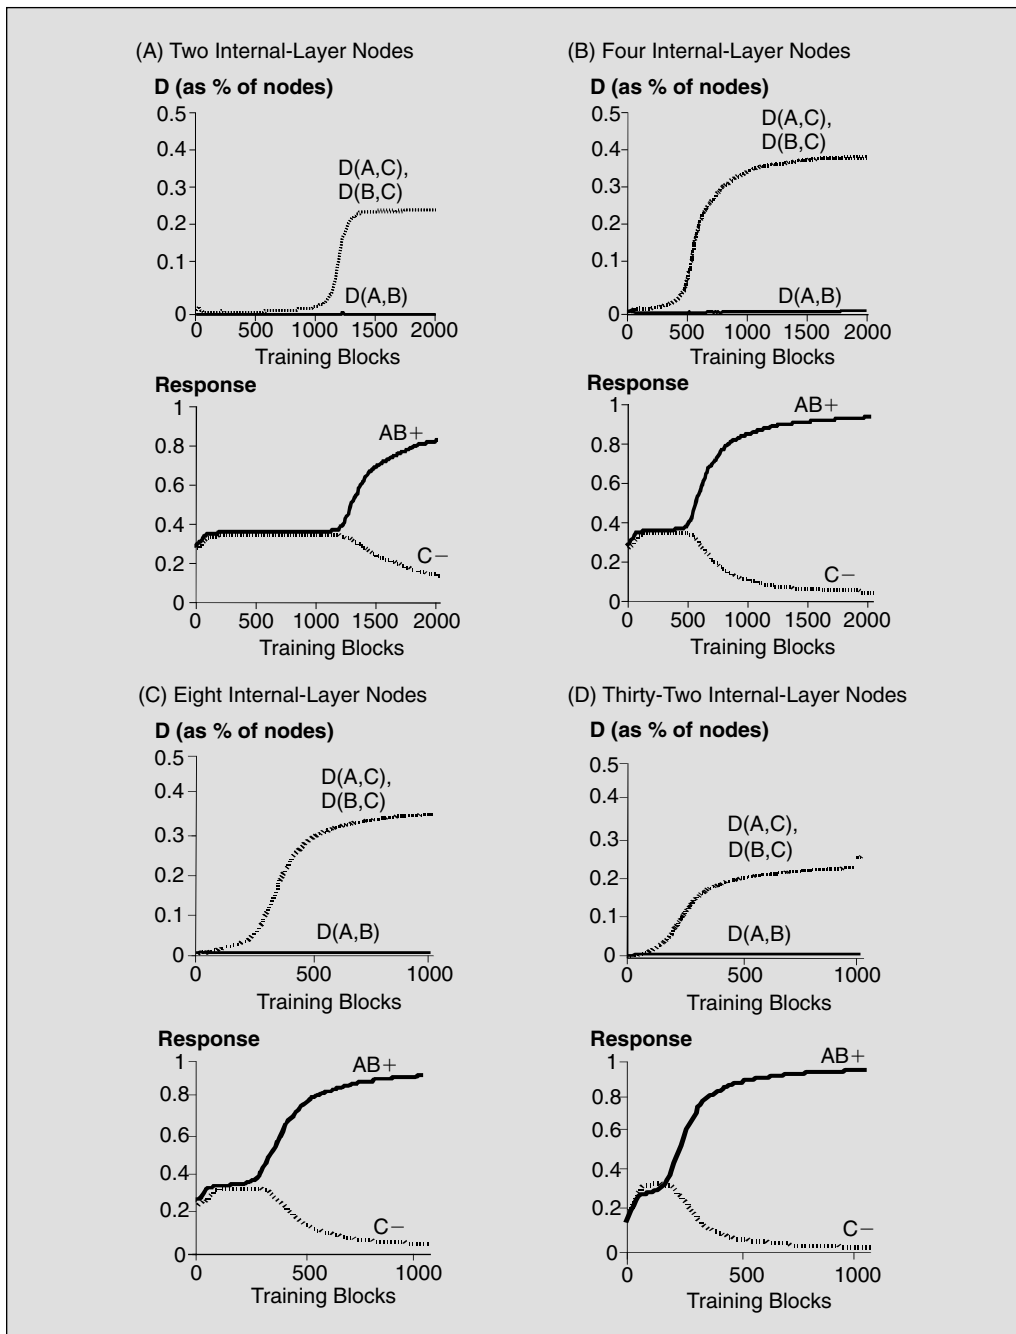 (A) Two Internal-Layer Nodes
D (as % of nodes)
0.5
0.4
0.3
0.2
0.1
0
D(A,C),
D(B,C)
D(A,B)
0 500 1000 1500 2000
Training Blocks
Response
1
0.8
0.6
0.4
0.2
0
AB+
C−
0 500 1000 1500 2000
Training Blocks
(B) Four Internal-Layer Nodes
D (as % of nodes)
0.5
0.4
0.3
0.2
0.1
0
D(A,C),
D(B,C)
D(A,B)
0 500 1000 1500 2000
Training Blocks
Response
1
0.8
0.6
0.4
0.2
0
AB+
C−
0 500 1000 1500 2000
Training Blocks
(C) Eight Internal-Layer Nodes
D (as % of nodes)
0.5
0.4
0.3
0.2
0.1
0
D(A,C),
D(B,C)
D(A,B)
0 500 1000
Training Blocks
Response
1
0.8
0.6
0.4
0.2
0
AB+
C−
0 500 1000
Training Blocks
(D) Thirty-Two Internal-Layer Nodes
D (as % of nodes)
0.5
0.4
0.3
0.2
0.1
0
D(A,C),
D(B,C)
D(A,B)
0 500 1000
Training Blocks
Response
1
0.8
0.6
0.4
0.2
0
AB+
C−
0 500 1000
Training Blocks